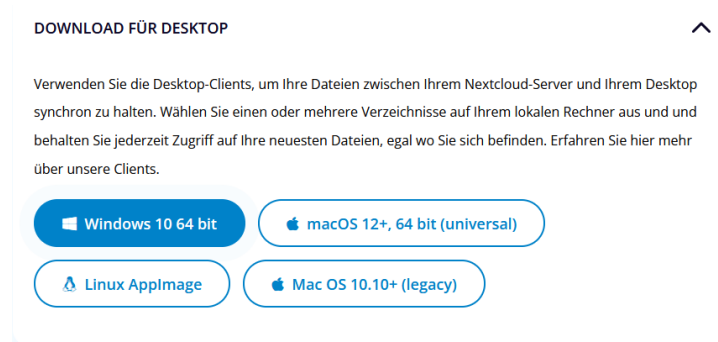 DOWNLOAD FÜR DESKTOP
Verwenden Sie die Desktop-Clients, um Ihre Dateien zwischen Ihrem Nextcloud-Server und Ihrem Desktop
synchron zu halten. Wählen Sie einen oder mehrere Verzeichnisse auf Ihrem lokalen Rechner aus und und
behalten Sie jederzeit Zugriff auf Ihre neuesten Dateien, egal wo Sie sich befinden. Erfahren Sie hier mehr
über unsere Clients.
Windows 10 64 bit
macOS 12+, 64 bit (universal)
Linux AppImage
Mac OS 10.10+ (legacy)